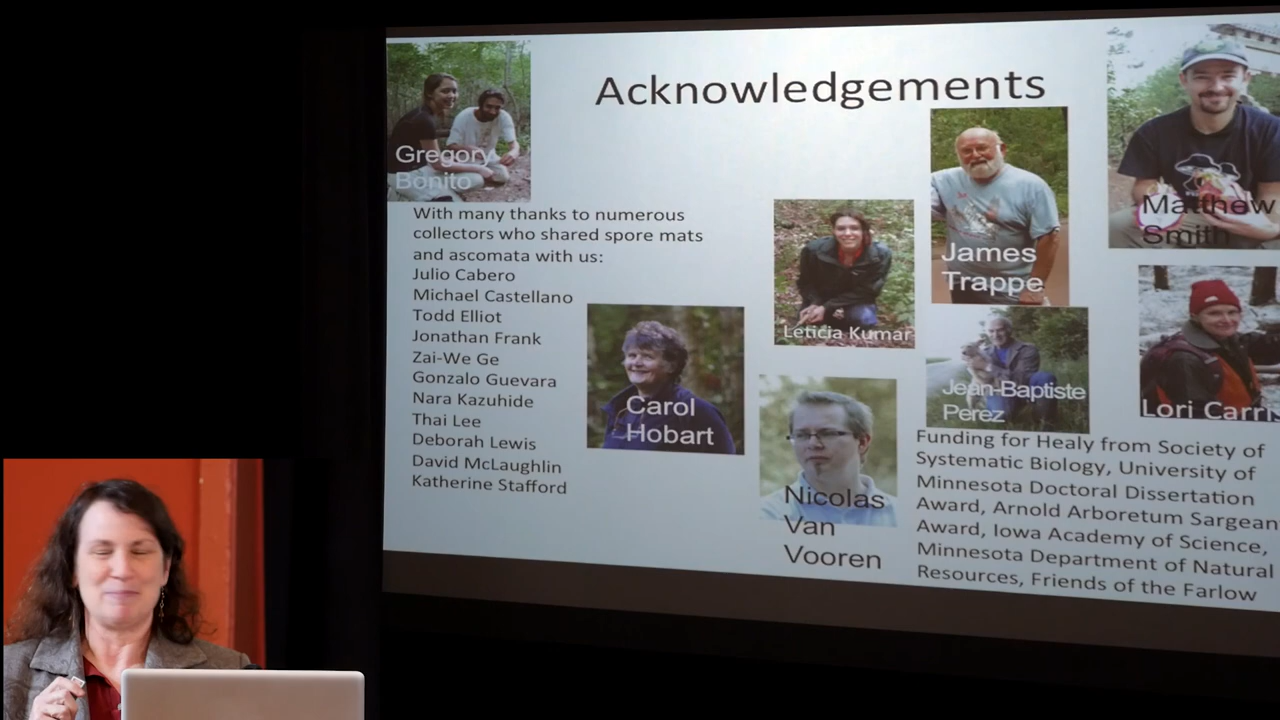 Acknowledgements
Gregory
Bonito
With many thanks to numerous
collectors who shared spore mats
and ascomata with us:
Julio Cabero
Michael Castellano
Todd Elliot
Jonathan Frank
Zai-We Ge
Gonzalo Guevara
Nara Kazuhide
Thai Lee
Deborah Lewis
David McLaughlin
Katherine Stafford
Carol
Hobart
Leticia Kumar
Nicolas
Van
Vooren
James
Trappe
Matthew
Smith
Jean-Baptiste
Perez
Lori Carris
Funding for Healy from Society of
Systematic Biology, University of
Minnesota Doctoral Dissertation
Award, Arnold Arboretum Sargean
Award, Iowa Academy of Science,
Minnesota Department of Natural
Resources, Friends of the Farlow